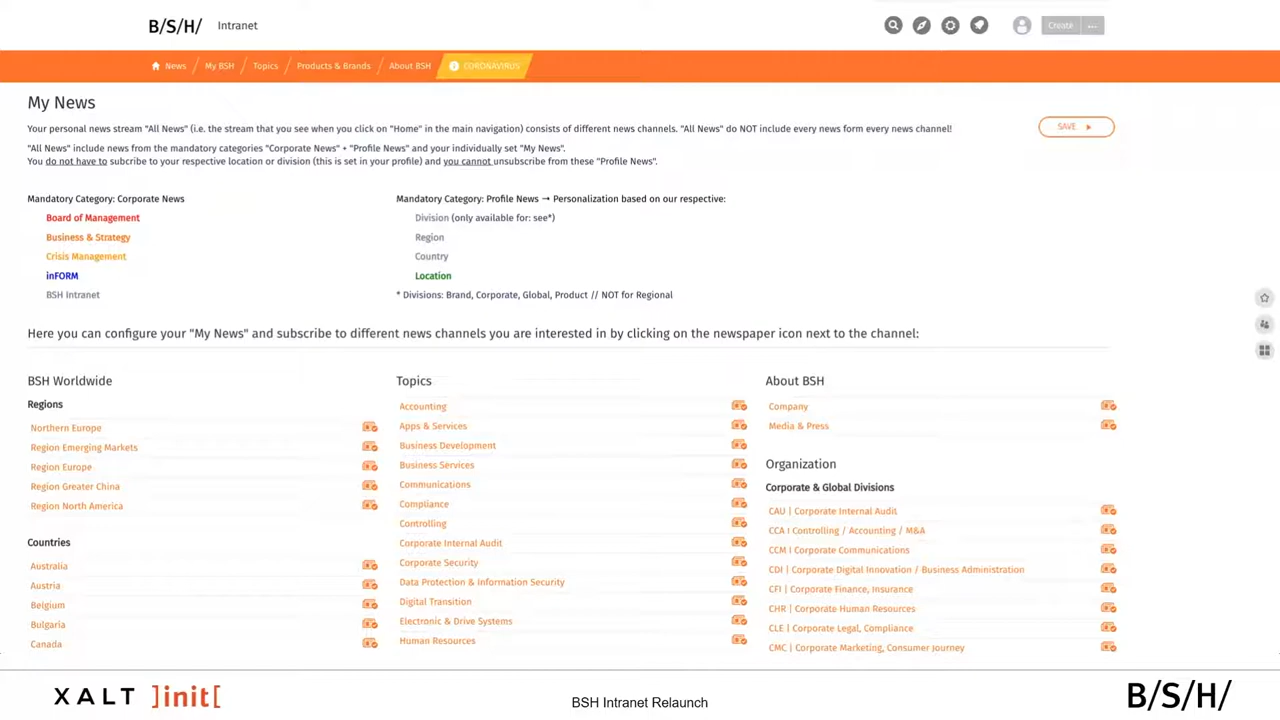 B/S/H/ Intranet
Create ...
News My BSH Topics Products & Brands About BSH CORONAVIRUS
My News
Your personal news stream "All News" (i.e. the stream that you see when you click on "Home" in the main navigation) consists of different news channels. "All News" do NOT include every news form every news channel!
SAVE
"All News" include news from the mandatory categories "Corporate News" + "Profile News" and your individually set "My News".
You do not have to subcribe to your respective location or division (this is set in your profile) and you cannot unsubscribe from these "Profile News".
Mandatory Category: Corporate News
Board of Management
Business & Strategy
Crisis Management
inFORM
BSH Intranet
Mandatory Category: Profile News → Personalization based on our respective:
Division (only available for: see*)
Region
Country
Location
* Divisions: Brand, Corporate, Global, Product // NOT for Regional
Here you can configure your "My News" and subscribe to different news channels you are interested in by clicking on the newspaper icon next to the channel:
BSH Worldwide
Regions
Northern Europe
Region Emerging Markets
Region Europe
Region Greater China
Region North America
Countries
Australia
Austria
Belgium
Bulgaria
Canada
Topics
Accounting
Apps & Services
Business Development
Business Services
Communications
Compliance
Controlling
Corporate Internal Audit
Corporate Security
Data Protection & Information Security
Digital Transition
Electronic & Drive Systems
Human Resources
About BSH
Company
Media & Press
Organization
Corporate & Global Divisions
CAU | Corporate Internal Audit
CCA I Controlling / Accounting / M&A
CCM I Corporate Communications
CDI | Corporate Digital Innovation / Business Administration
CFI | Corporate Finance, Insurance
CHR | Corporate Human Resources
CLE | Corporate Legal, Compliance
CMC | Corporate Marketing, Consumer Journey
XALT ]init[
BSH Intranet Relaunch
B/S/H/